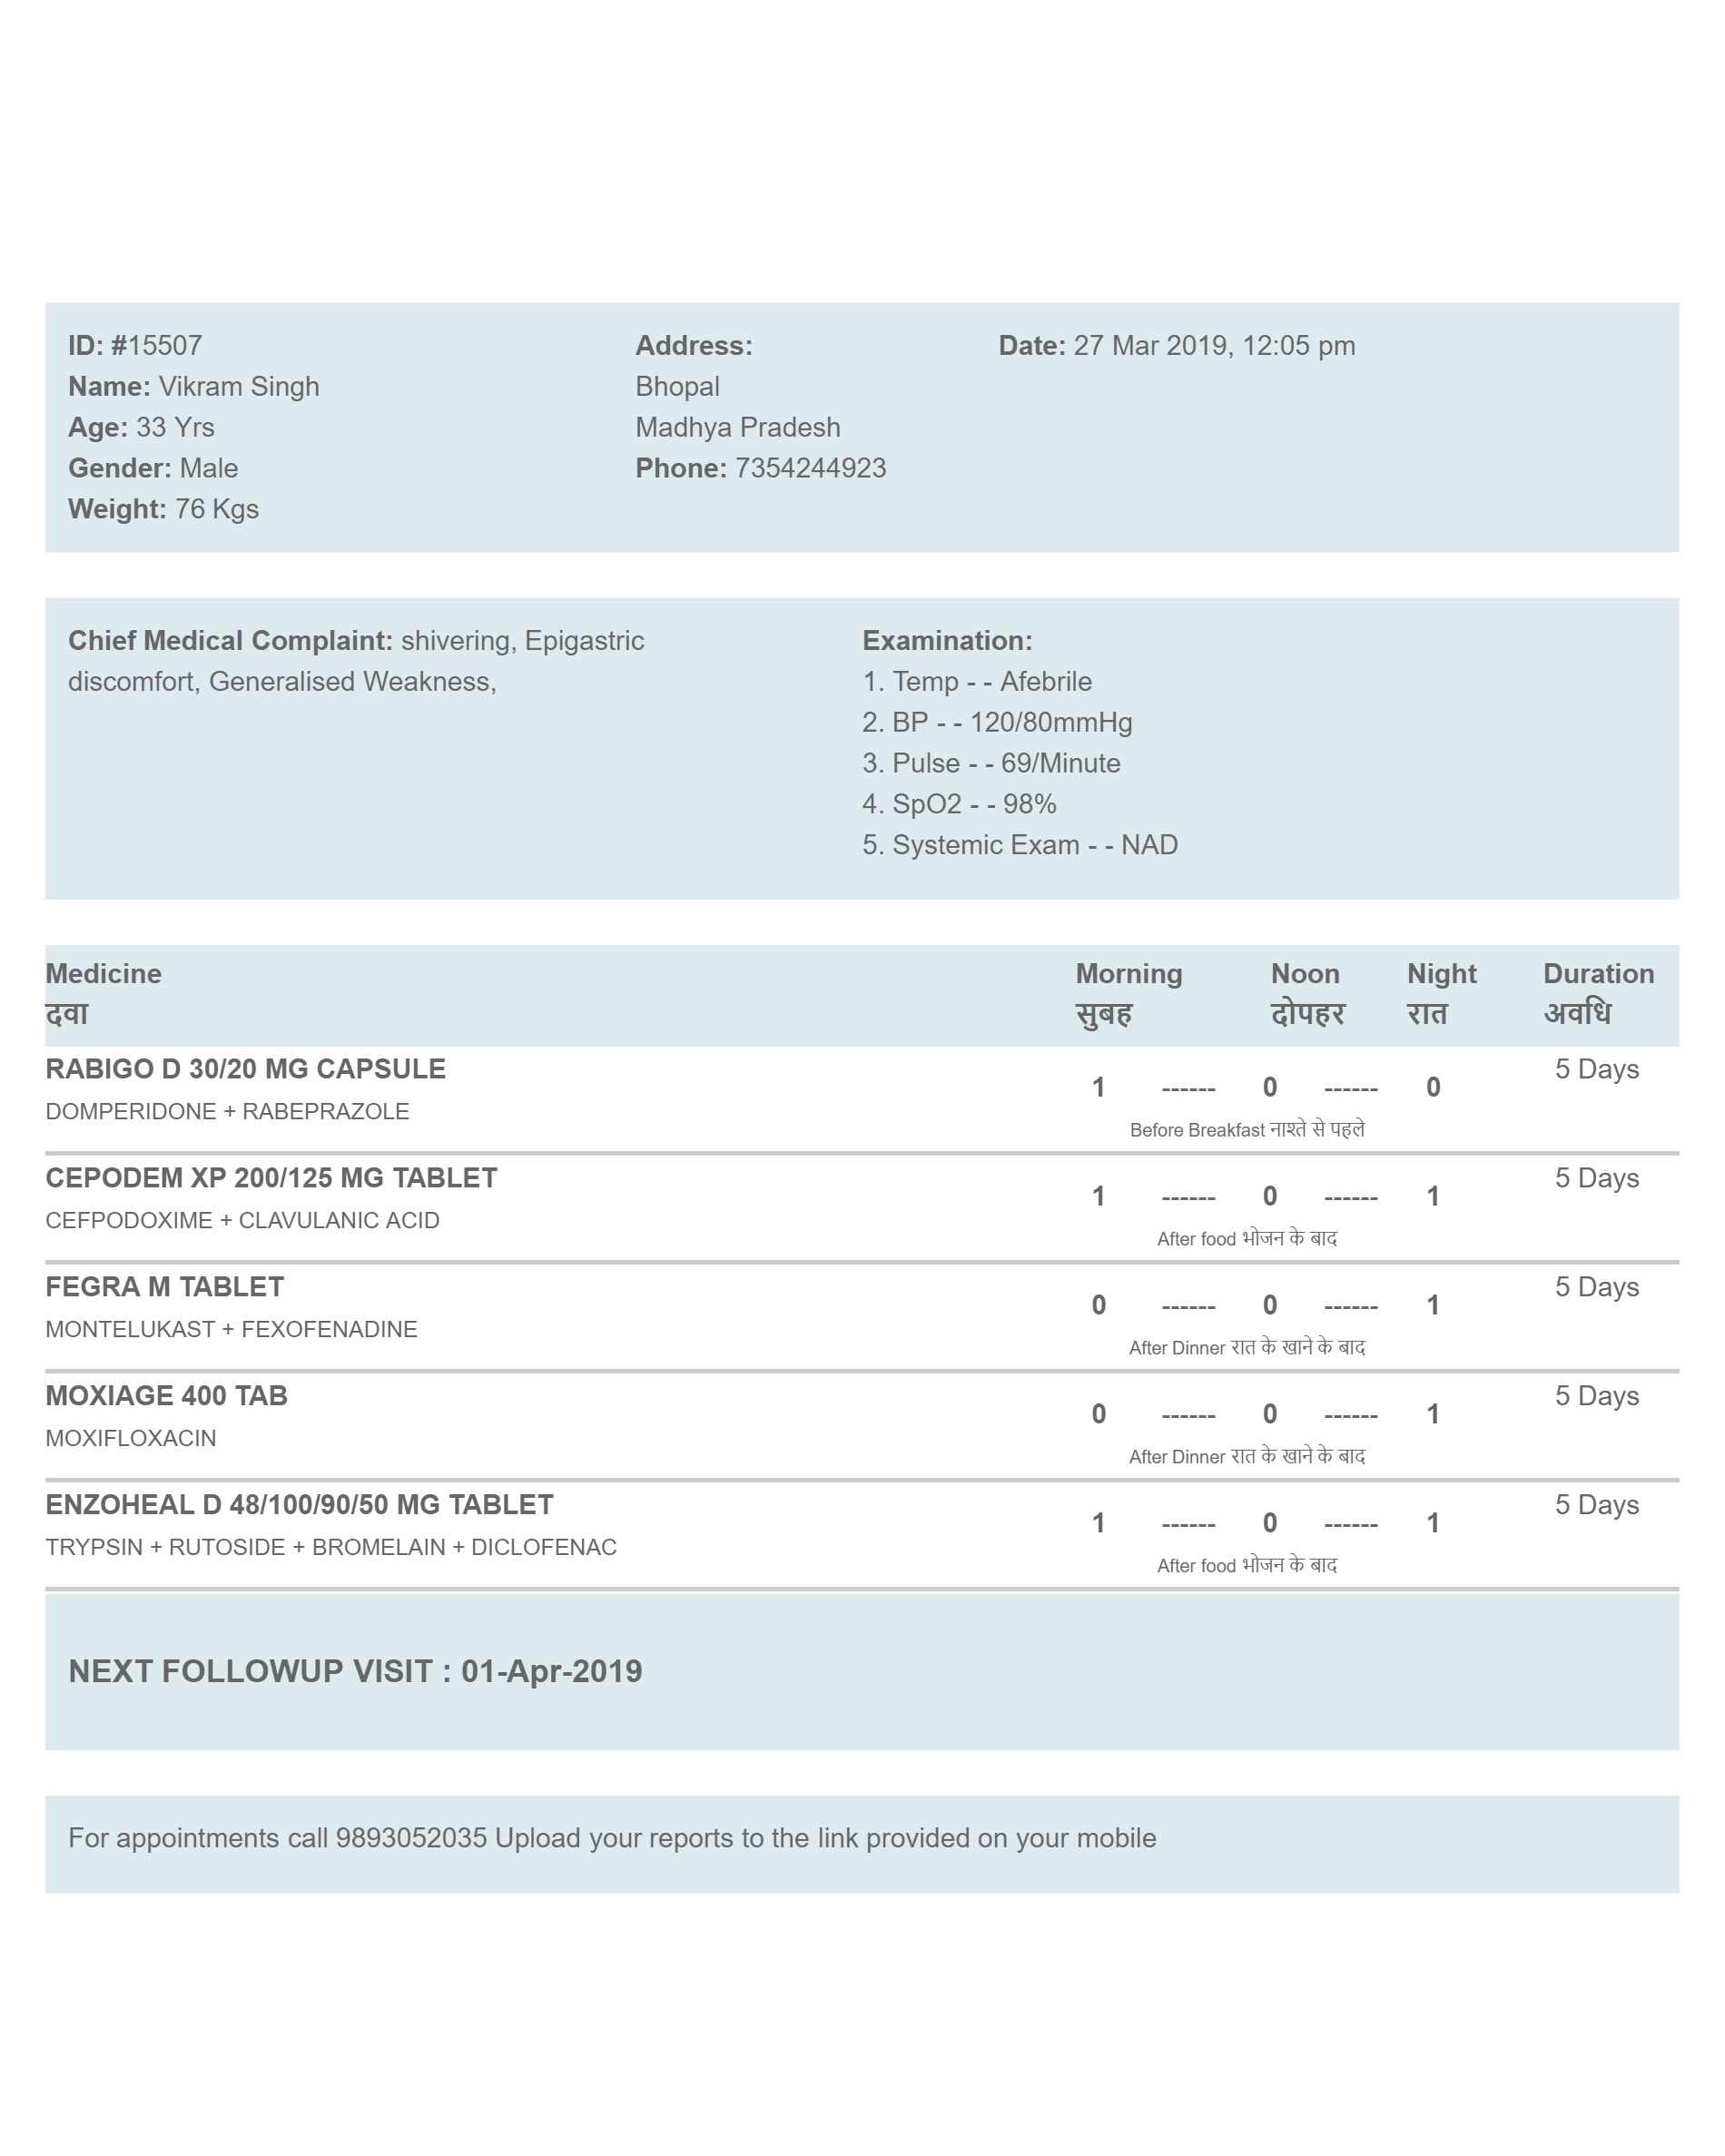 ID: #15507
Name: Vikram Singh
Age: 33 Yrs
Gender: Male
Weight: 76 Kgs
Address:
Bhopal
Madhya Pradesh
Phone: 7354244923
Date: 27 Mar 2019, 12:05 pm
Chief Medical Complaint: shivering, Epigastric
discomfort, Generalised Weakness,
Examination:
1. Temp - - Afebrile
2. BP - - 120/80mmHg
3. Pulse - - 69/Minute
4. SpO2 - - 98%
5. Systemic Exam - - NAD
Medicine Morning Noon Night Duration
दवा सुबह दोपहर रात अवधि
RABIGO D 30/20 MG CAPSULE 1 ------ 0 ------ 0 5 Days
DOMPERIDONE + RABEPRAZOLE
Before Breakfast नाश्ते से पहले
CEPODEM XP 200/125 MG TABLET 1 ------ 0 ------ 1 5 Days
CEFPODOXIME + CLAVULANIC ACID
After food भोजन के बाद
FEGRA M TABLET 0 ------ 0 ------ 1 5 Days
MONTELUKAST + FEXOFENADINE
After Dinner रात के खाने के बाद
MOXIAGE 400 TAB 0 ------ 0 ------ 1 5 Days
MOXIFLOXACIN
After Dinner रात के खाने के बाद
ENZOHEAL D 48/100/90/50 MG TABLET 1 ------ 0 ------ 1 5 Days
TRYPSIN + RUTOSIDE + BROMELAIN + DICLOFENAC
After food भोजन के बाद
NEXT FOLLOWUP VISIT : 01-Apr-2019
For appointments call 9893052035 Upload your reports to the link provided on your mobile